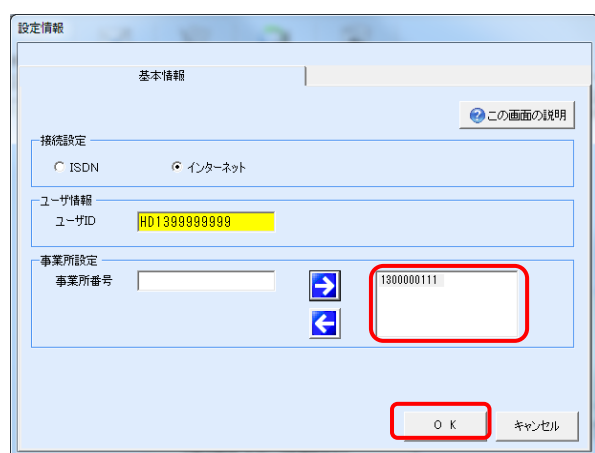 設定情報
基本情報
この画面の説明
接続設定
ISDN インターネット
ユーザ情報
ユーザID HD1399999999
事業所設定
事業所番号 1300000111
OK キャンセル